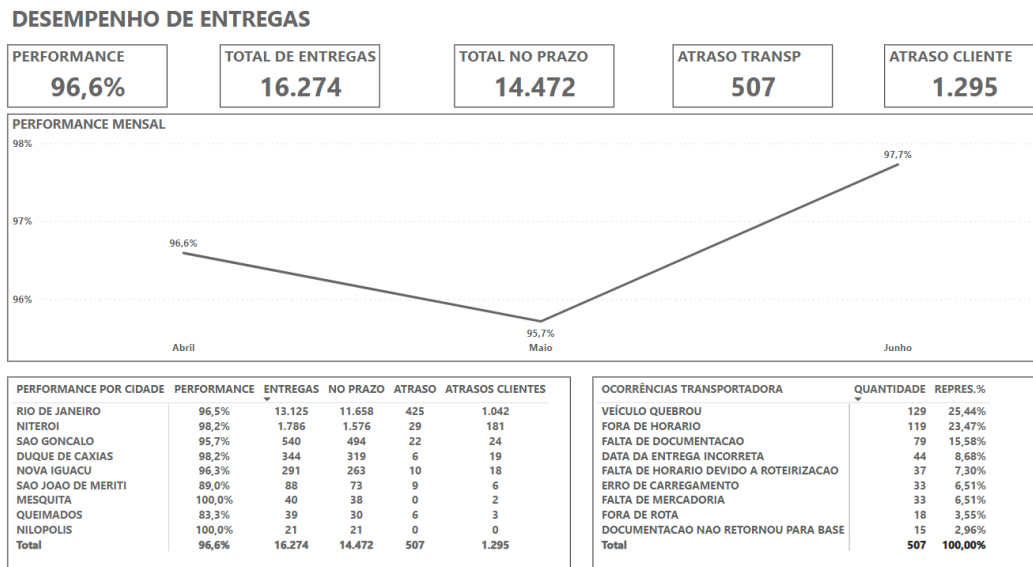 DESEMPENHO DE ENTREGAS
PERFORMANCE TOTAL DE ENTREGAS TOTAL NO PRAZO ATRASO TRANSP ATRASO CLIENTE
96,6% 16.274 14.472 507 1.295
PERFORMANCE MENSAL
98%
97,7%
97%
96,6%
96%
95,7%
Abril Maio Junho
PERFORMANCE POR CIDADE PERFORMANCE ENTREGAS NO PRAZO ATRASO ATRASOS CLIENTES
RIO DE JANEIRO 96,5% 13.125 11.658 425 1.042
NITEROI 98,2% 1.786 1.576 29 181
SAO GONCALO 95,7% 540 494 22 24
DUQUE DE CAXIAS 98,2% 344 319 6 19
NOVA IGUACU 96,3% 291 263 10 18
SAO JOAO DE MERITI 89,0% 88 73 9 6
MESQUITA 100,0% 40 38 0 2
QUEIMADOS 83,3% 39 30 6 3
NILOPOLIS 100,0% 21 21 0 0
Total 96,6% 16.274 14.472 507 1.295
OCORRÊNCIAS TRANSPORTADORA QUANTIDADE REPRES.%
VEÍCULO QUEBROU 129 25,44%
FORA DE HORARIO 119 23,47%
FALTA DE DOCUMENTACAO 79 15,58%
DATA DA ENTREGA INCORRETA 44 8,68%
FALTA DE HORARIO DEVIDO A ROTEIRIZACAO 37 7,30%
ERRO DE CARREGAMENTO 33 6,51%
FALTA DE MERCADORIA 33 6,51%
FORA DE ROTA 18 3,55%
DOCUMENTACAO NAO RETORNOU PARA BASE 15 2,96%
Total 507 100,00%